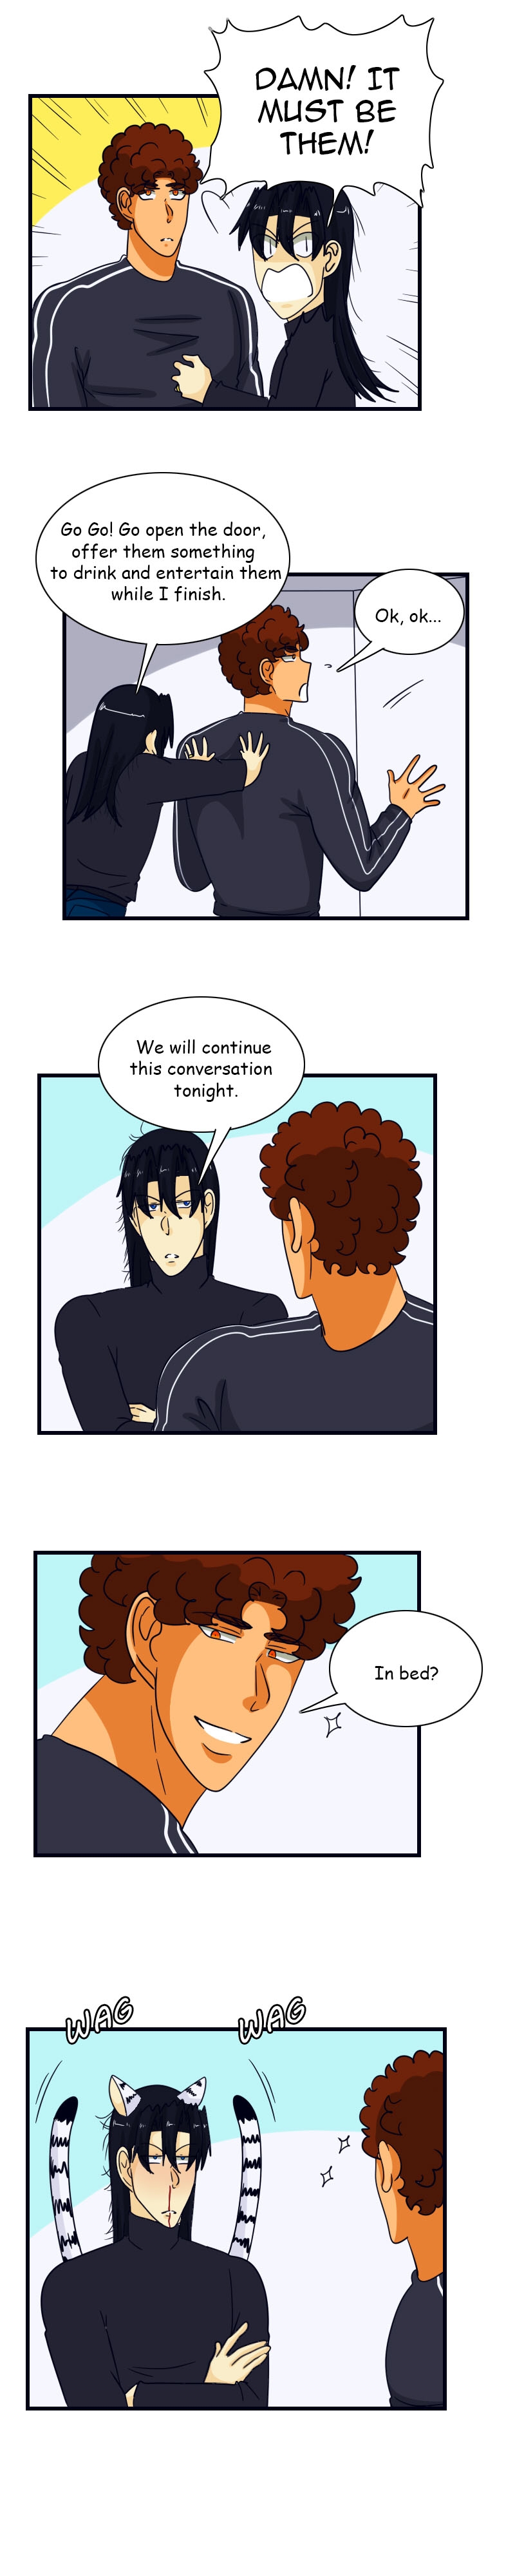 DAMN! IT
MUST BE
THEM!
Go Go! Go open the door,
offer them something
to drink and entertain them
while I finish.
Ok, ok...
We will continue
this conversation
tonight.
In bed?
WAG
WAG